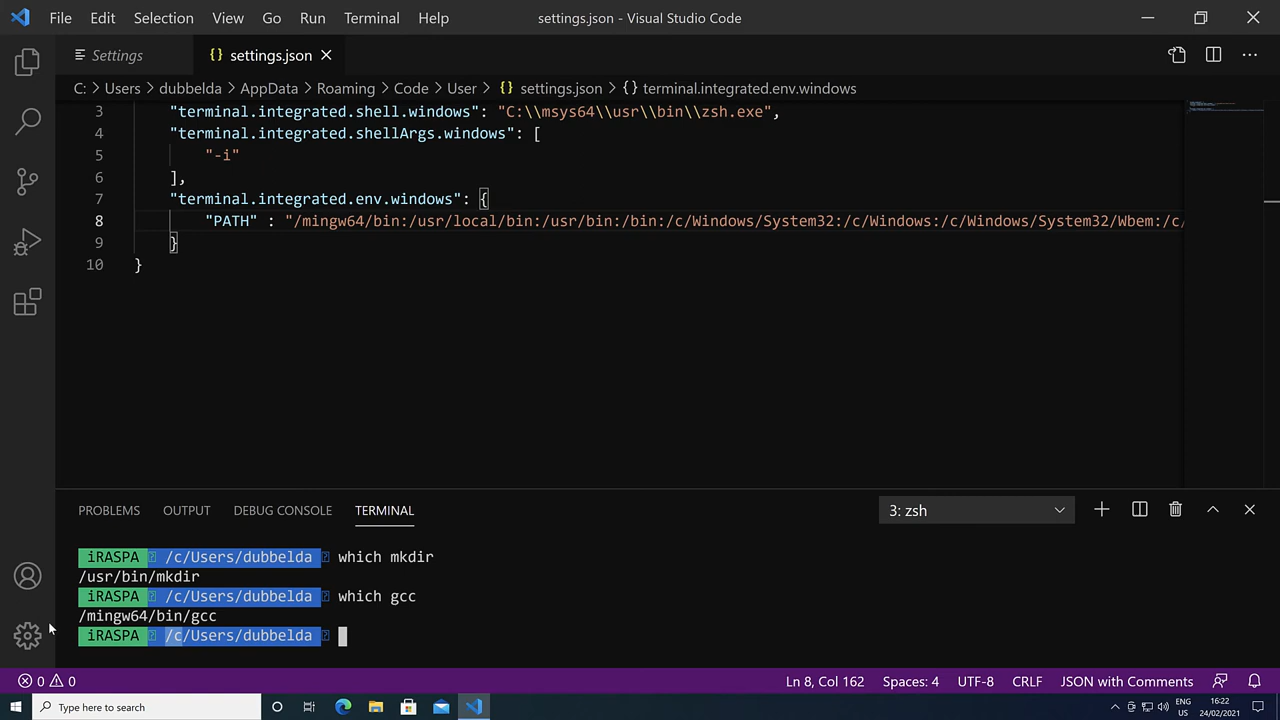 File Edit Selection View Go Run Terminal Help settings.json - Visual Studio Code
Settings {} settings.json
C: > Users > dubbelda > AppData > Roaming > Code > User > {} settings.json > {} terminal.integrated.env.windows
3 "terminal.integrated.shell.windows": "C:\\msys64\\usr\\bin\\zsh.exe",
4 "terminal.integrated.shellArgs.windows": [
5 "-i"
6 ],
7 "terminal.integrated.env.windows": {
8 "PATH" : "/mingw64/bin:/usr/local/bin:/usr/bin:/bin:/c/Windows/System32:/c/Windows:/c/Windows/System32/Wbem:/c/
9 }
10 }
PROBLEMS OUTPUT DEBUG CONSOLE TERMINAL 3: zsh
iRASPA /c/Users/dubbelda which mkdir
/usr/bin/mkdir
iRASPA /c/Users/dubbelda which gcc
/mingw64/bin/gcc
iRASPA /c/Users/dubbelda
0 0 Ln 8, Col 162 Spaces: 4 UTF-8 CRLF JSON with Comments
Type here to search ENG 16:22
US 24/02/2021